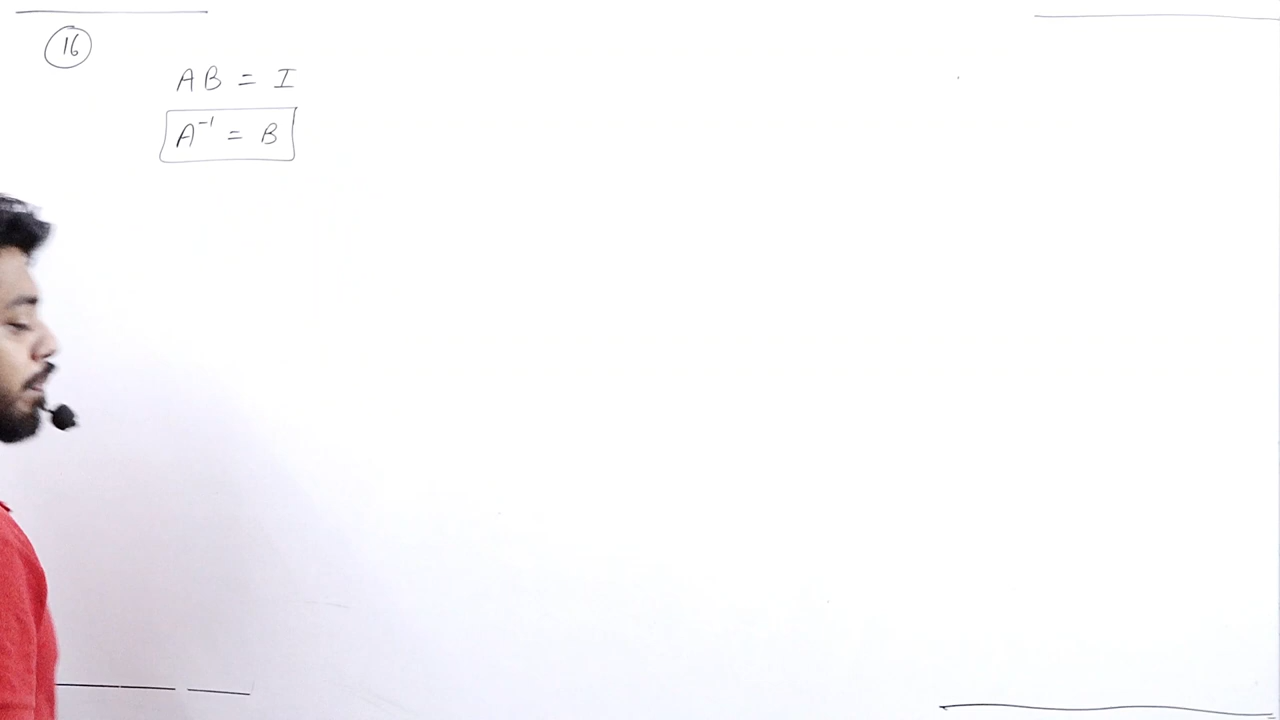 16
AB = I
A⁻¹ = B